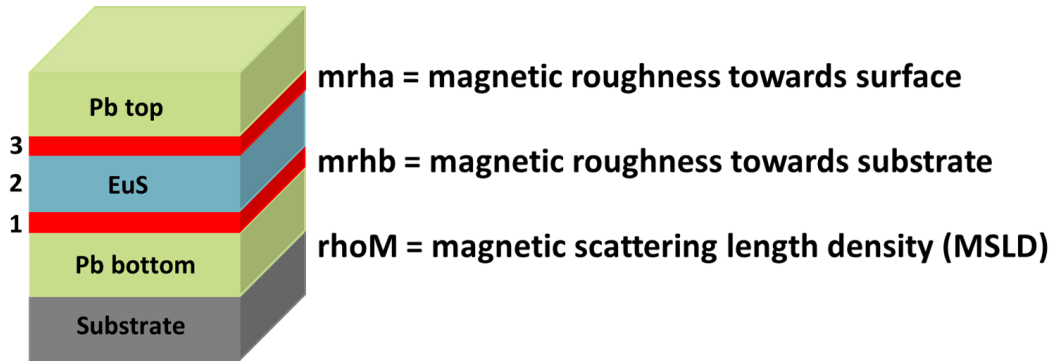 mrha = magnetic roughness towards surface
Pb top
3
mrhb = magnetic roughness towards substrate
2
EuS
1
rhoM = magnetic scattering length density (MSLD)
Pb bottom
Substrate